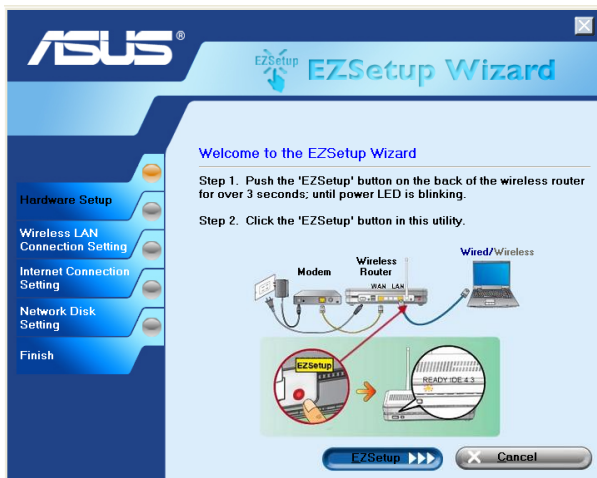 ASUS®
EZSetup
EZSetup Wizard
Hardware Setup
Wireless LAN
Connection Setting
Internet Connection
Setting
Network Disk
Setting
Finish
Welcome to the EZSetup Wizard
Step 1. Push the 'EZSetup' button on the back of the wireless router
for over 3 seconds; until power LED is blinking.
Step 2. Click the 'EZSetup' button in this utility.
Modem
Wireless
Router
WAN LAN
Wired/Wireless
EZSetup
READY IDE 4 3
EZSetup
Cancel